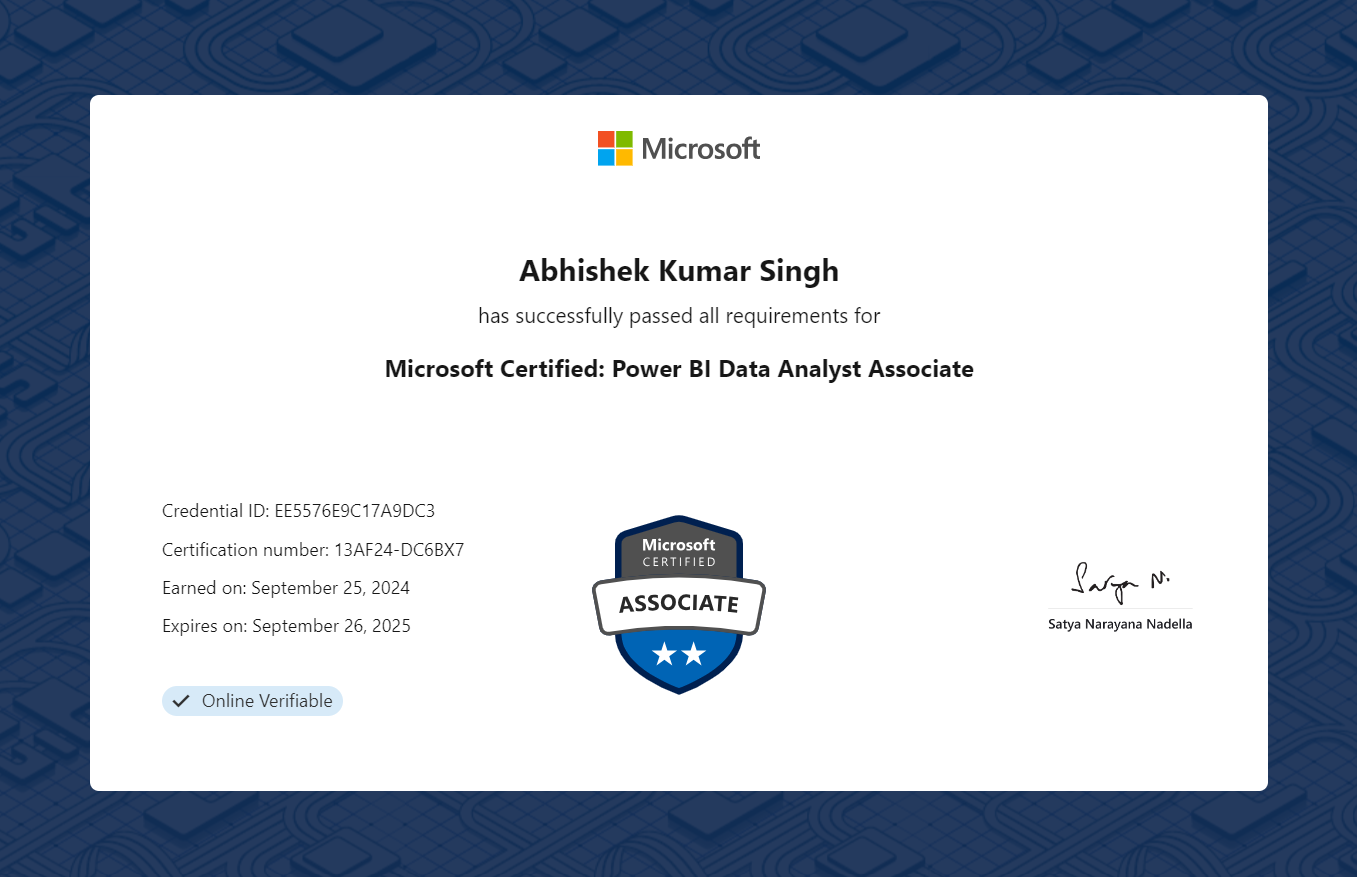 Microsoft
Abhishek Kumar Singh
has successfully passed all requirements for
Microsoft Certified: Power BI Data Analyst Associate
Credential ID: EE5576E9C17A9DC3
Certification number: 13AF24-DC6BX7
Earned on: September 25, 2024
Expires on: September 26, 2025
Online Verifiable
Microsoft
CERTIFIED
ASSOCIATE
Satya N.
Satya Narayana Nadella